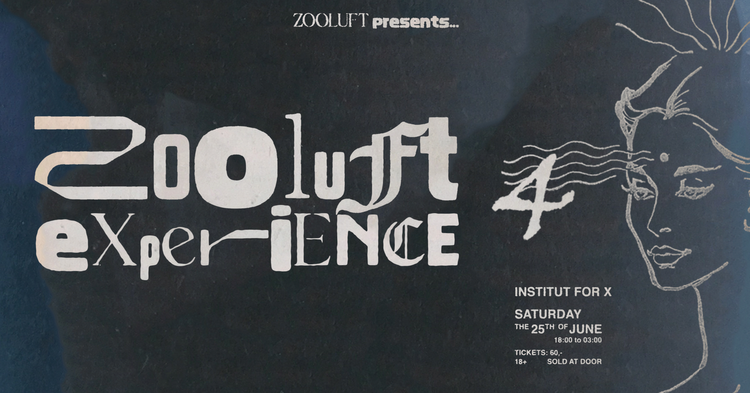 ZOOLUFT presents...
Zooluft
eXperiENCE
4
INSTITUT FOR X
SATURDAY
THE 25TH OF JUNE
18:00 to 03:00
TICKETS: 60,-
18+ SOLD AT DOOR